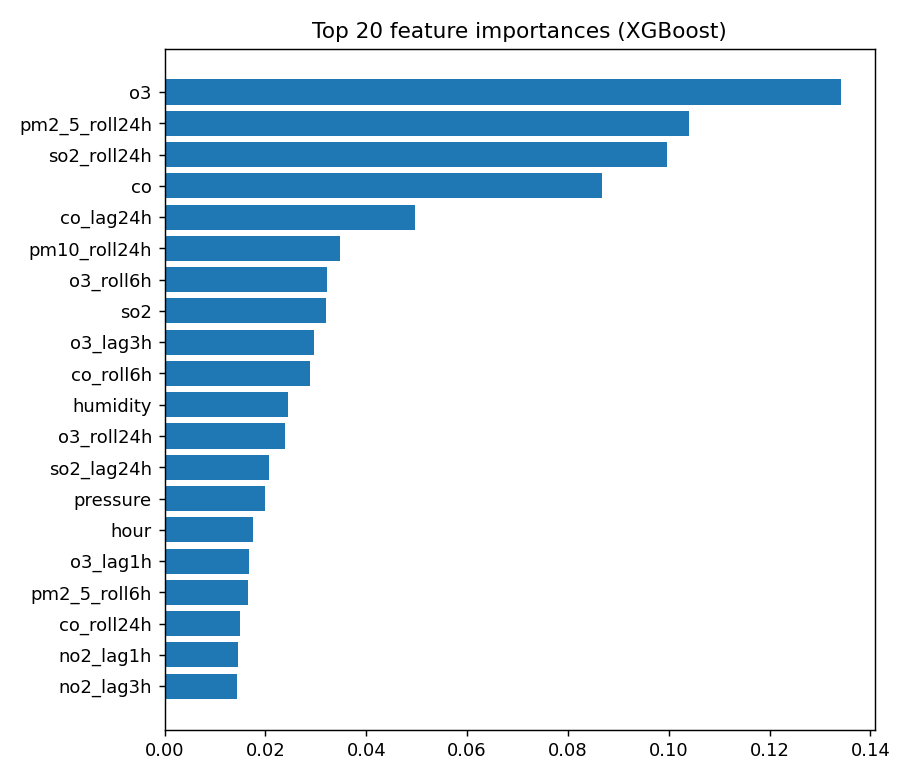 Top 20 feature importances (XGBoost)
o3
pm2_5_roll24h
so2_roll24h
co
co_lag24h
pm10_roll24h
o3_roll6h
so2
o3_lag3h
co_roll6h
humidity
o3_roll24h
so2_lag24h
pressure
hour
o3_lag1h
pm2_5_roll6h
co_roll24h
no2_lag1h
no2_lag3h
0.00 0.02 0.04 0.06 0.08 0.10 0.12 0.14